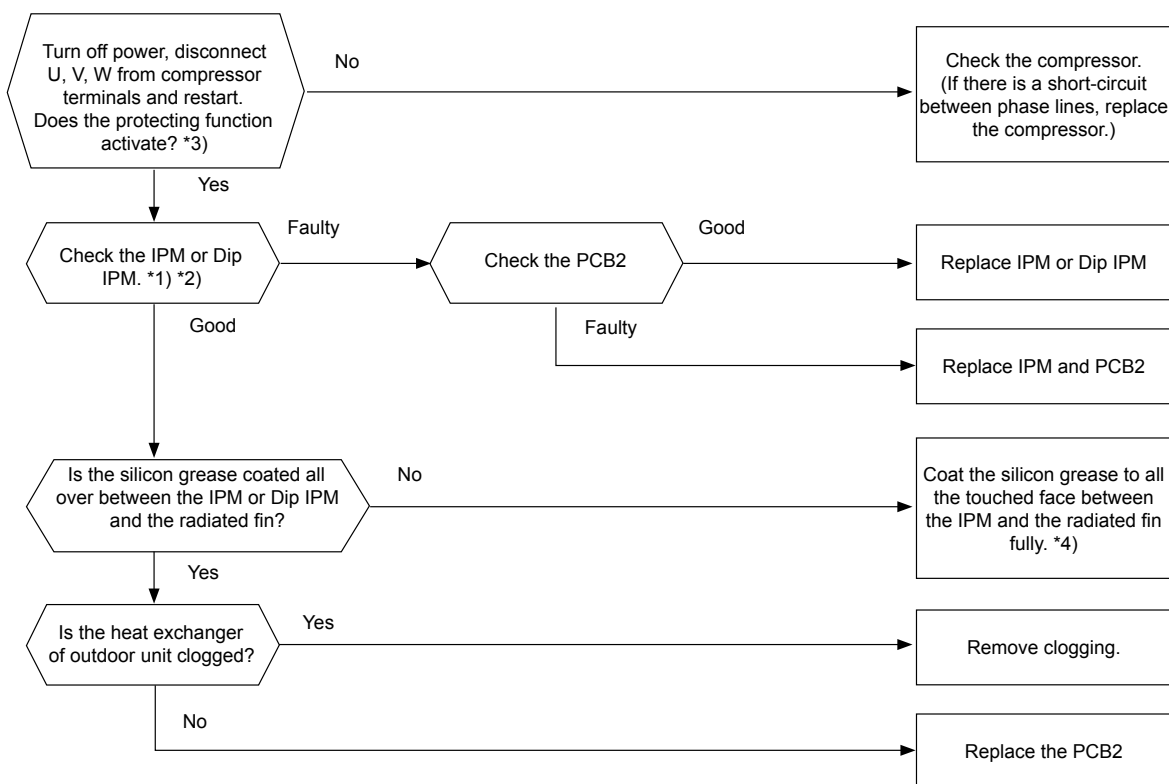 Turn off power, disconnect
U, V, W from compressor
terminals and restart.
Does the protecting function
activate? *3)
No
Check the compressor.
(If there is a short-circuit
between phase lines, replace
the compressor.)
Yes
Check the IPM or Dip
IPM. *1) *2)
Faulty
Check the PCB2
Good
Replace IPM or Dip IPM
Good
Faulty
Replace IPM and PCB2
Is the silicon grease coated all
over between the IPM or Dip IPM
and the radiated fin?
No
Coat the silicon grease to all
the touched face between
the IPM and the radiated fin
fully. *4)
Yes
Is the heat exchanger
of outdoor unit clogged?
Yes
Remove clogging.
No
Replace the PCB2